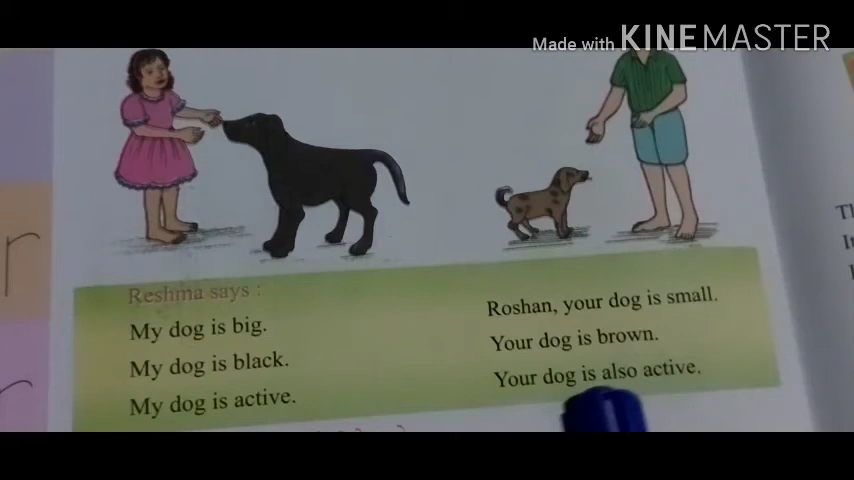 Made with KINEMASTER
Reshma says :
My dog is big.
My dog is black.
My dog is active.
Roshan, your dog is small.
Your dog is brown.
Your dog is also active.